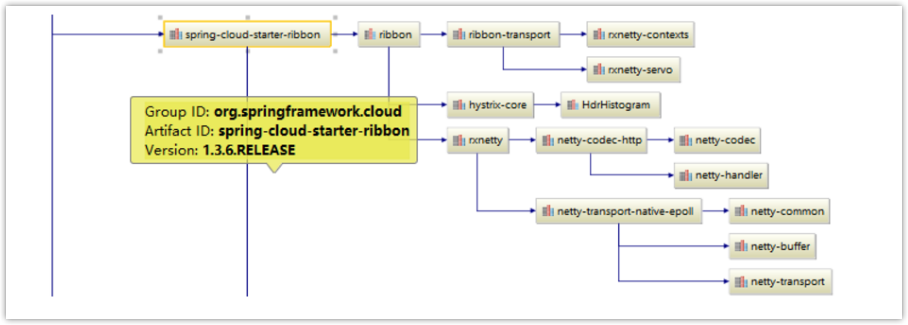 spring-cloud-starter-ribbon
ribbon
ribbon-transport
rxnetty-contexts
rxnetty-servo
hystrix-core
HdrHistogram
Group ID: org.springframework.cloud
Artifact ID: spring-cloud-starter-ribbon
Version: 1.3.6.RELEASE
rxnetty
netty-codec-http
netty-codec
netty-handler
netty-transport-native-epoll
netty-common
netty-buffer
netty-transport